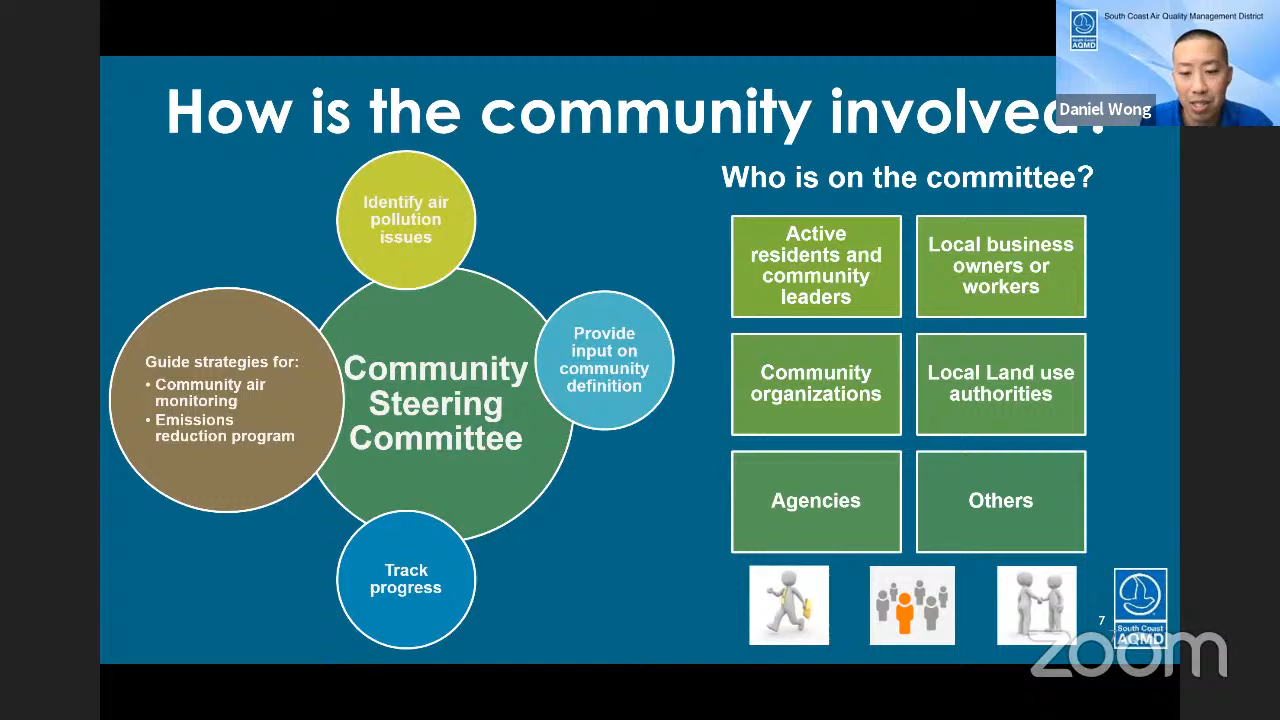 South Coast Air Quality Management District
South Coast
AQMD
Daniel Wong
How is the community involved?
Identify air
pollution
issues
Provide
input on
community
definition
Guide strategies for:
• Community air
monitoring
• Emissions
reduction program
Community
Steering
Committee
Track
progress
Who is on the committee?
Active
residents and
community
leaders
Local business
owners or
workers
Community
organizations
Local Land use
authorities
Agencies
Others
7
South Coast
AQMD
zoom